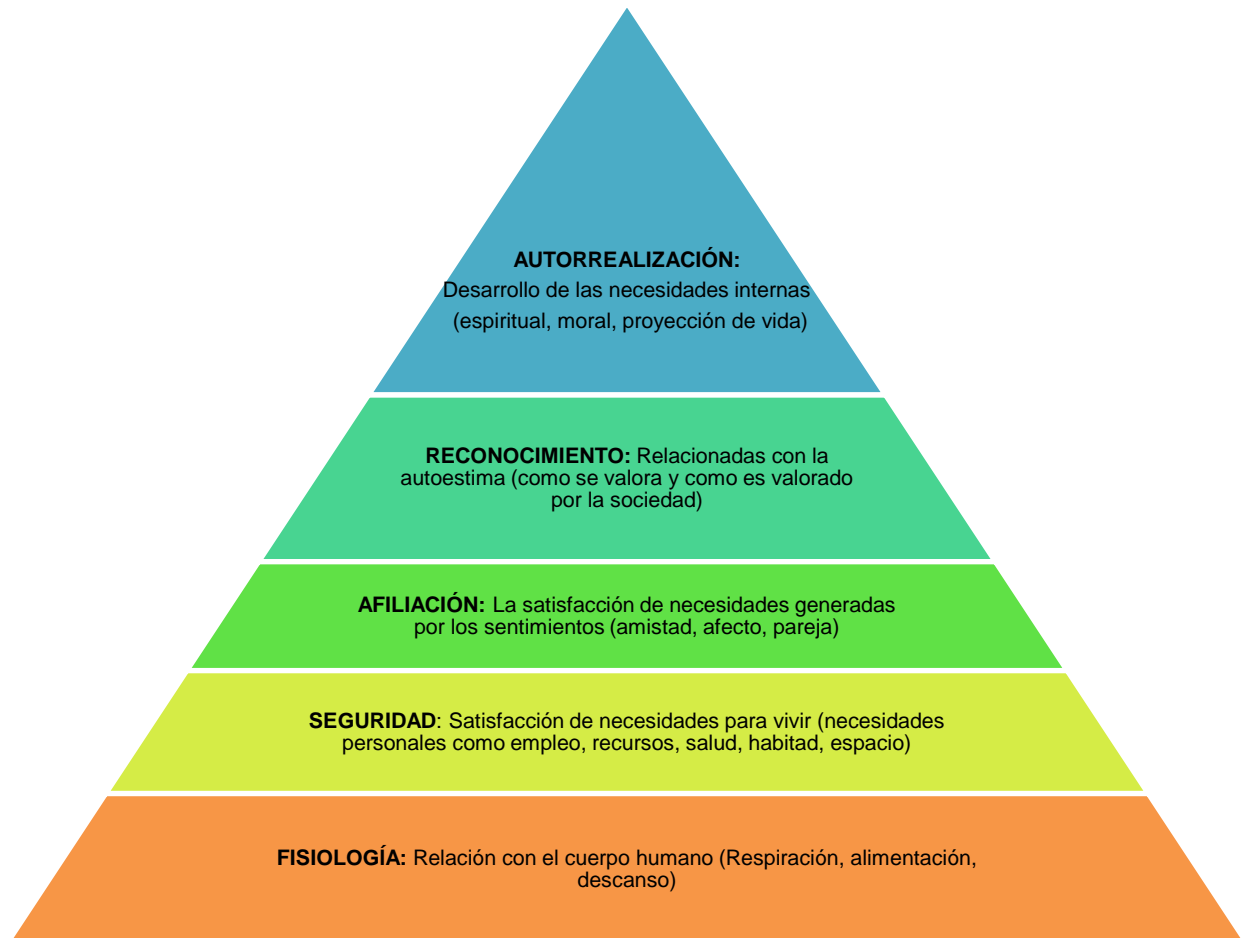 AUTORREALIZACIÓN:
Desarrollo de las necesidades internas
(espiritual, moral, proyección de vida)
RECONOCIMIENTO: Relacionadas con la
autoestima (como se valora y como es valorado
por la sociedad)
AFILIACIÓN: La satisfacción de necesidades generadas
por los sentimientos (amistad, afecto, pareja)
SEGURIDAD: Satisfacción de necesidades para vivir (necesidades
personales como empleo, recursos, salud, habitad, espacio)
FISIOLOGÍA: Relación con el cuerpo humano (Respiración, alimentación,
descanso)